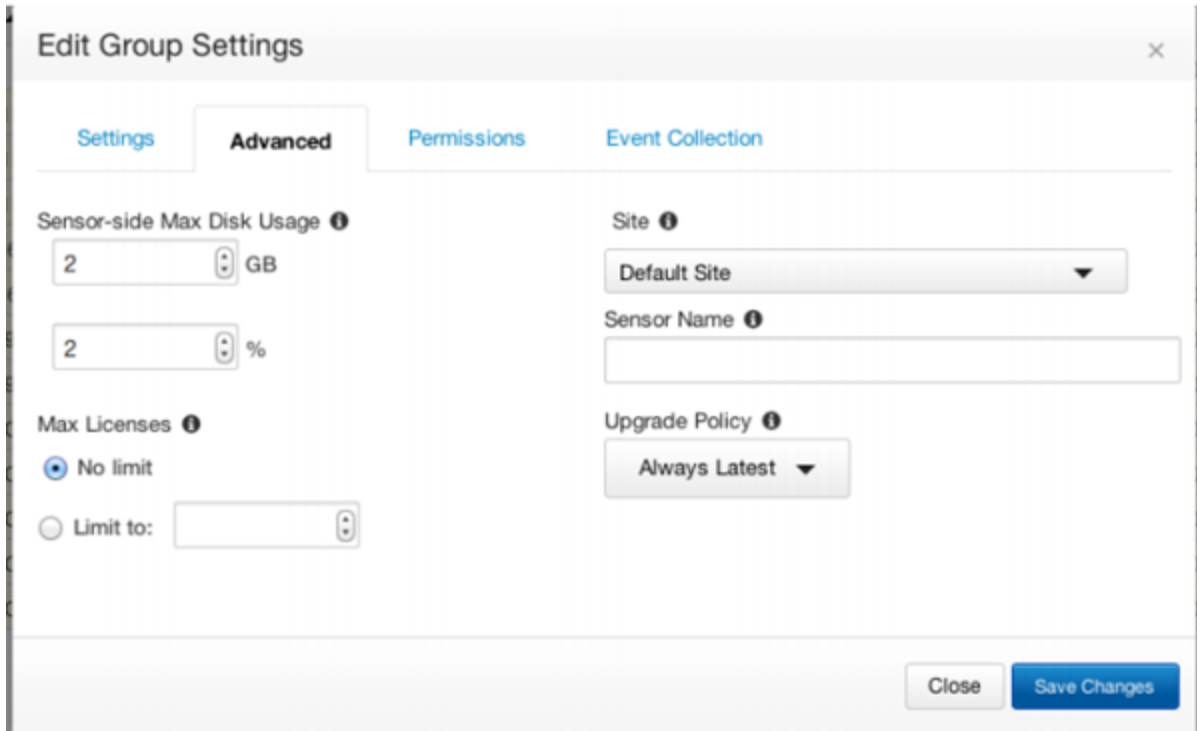 Edit Group Settings
×
Settings
Advanced
Permissions
Event Collection
Sensor-side Max Disk Usage
2 GB
2 %
Max Licenses
No limit
Limit to:
Site
Default Site
Sensor Name
Upgrade Policy
Always Latest
Close
Save Changes